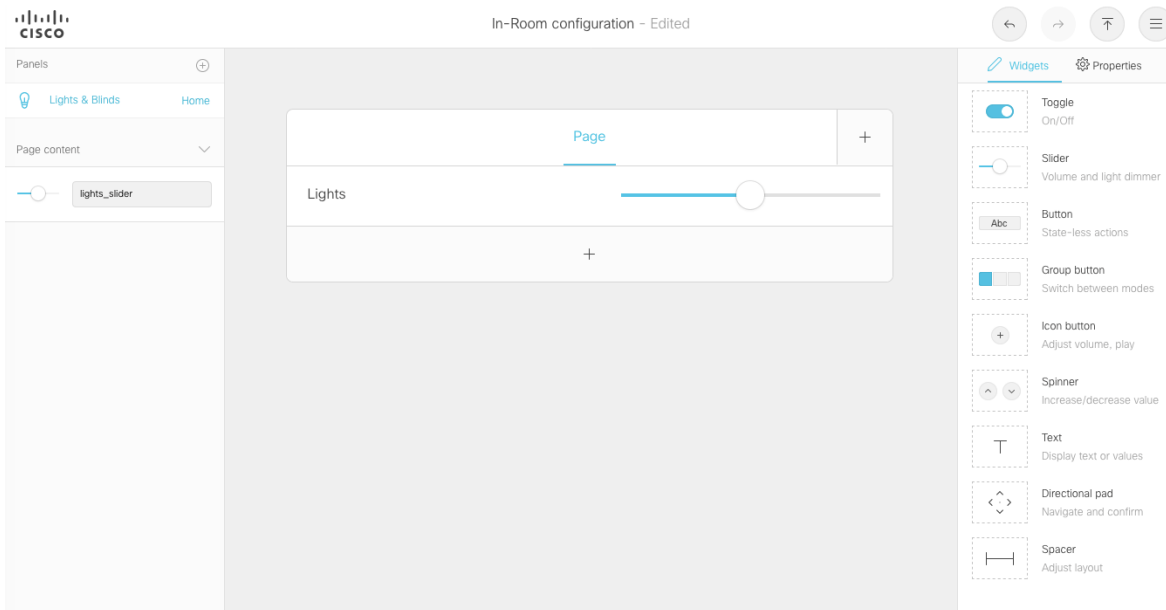 CISCO
In-Room configuration - Edited
Panels
Lights & Blinds
Home
Page content
lights_slider
Page
Lights
Widgets
Properties
Toggle
On/Off
Slider
Volume and light dimmer
Abc
Button
State-less actions
Group button
Switch between modes
Icon button
Adjust volume, play
Spinner
Increase/decrease value
Text
Display text or values
Directional pad
Navigate and confirm
Spacer
Adjust layout